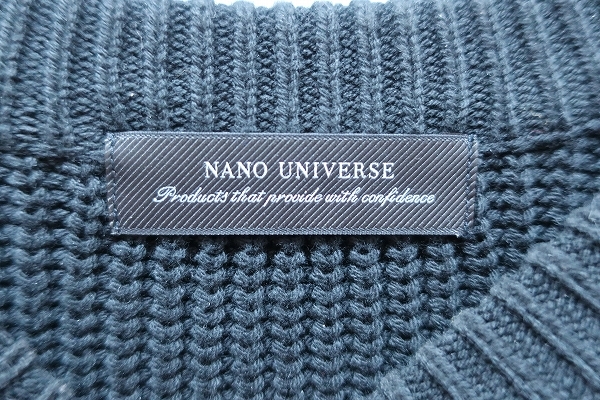 NANO UNIVERSE
Products that provide with confidence